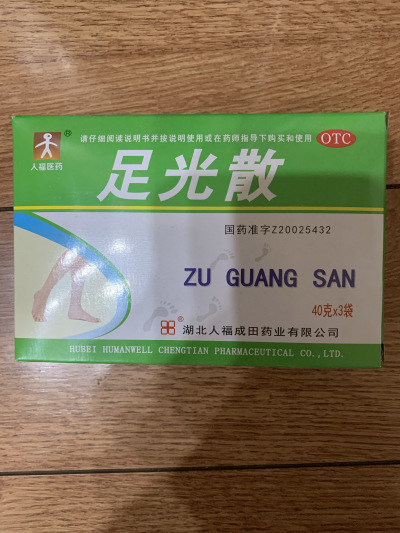 请仔细阅读说明书并按说明使用或在药师指导下购买和使用
OTC
®
人福医药
足光散
国药准字Z20025432
ZU GUANG SAN
40克x3袋
®
湖北人福成田药业有限公司
HUBEI HUMANWELL CHENGTIAN PHARMACEUTICAL CO.,LTD.